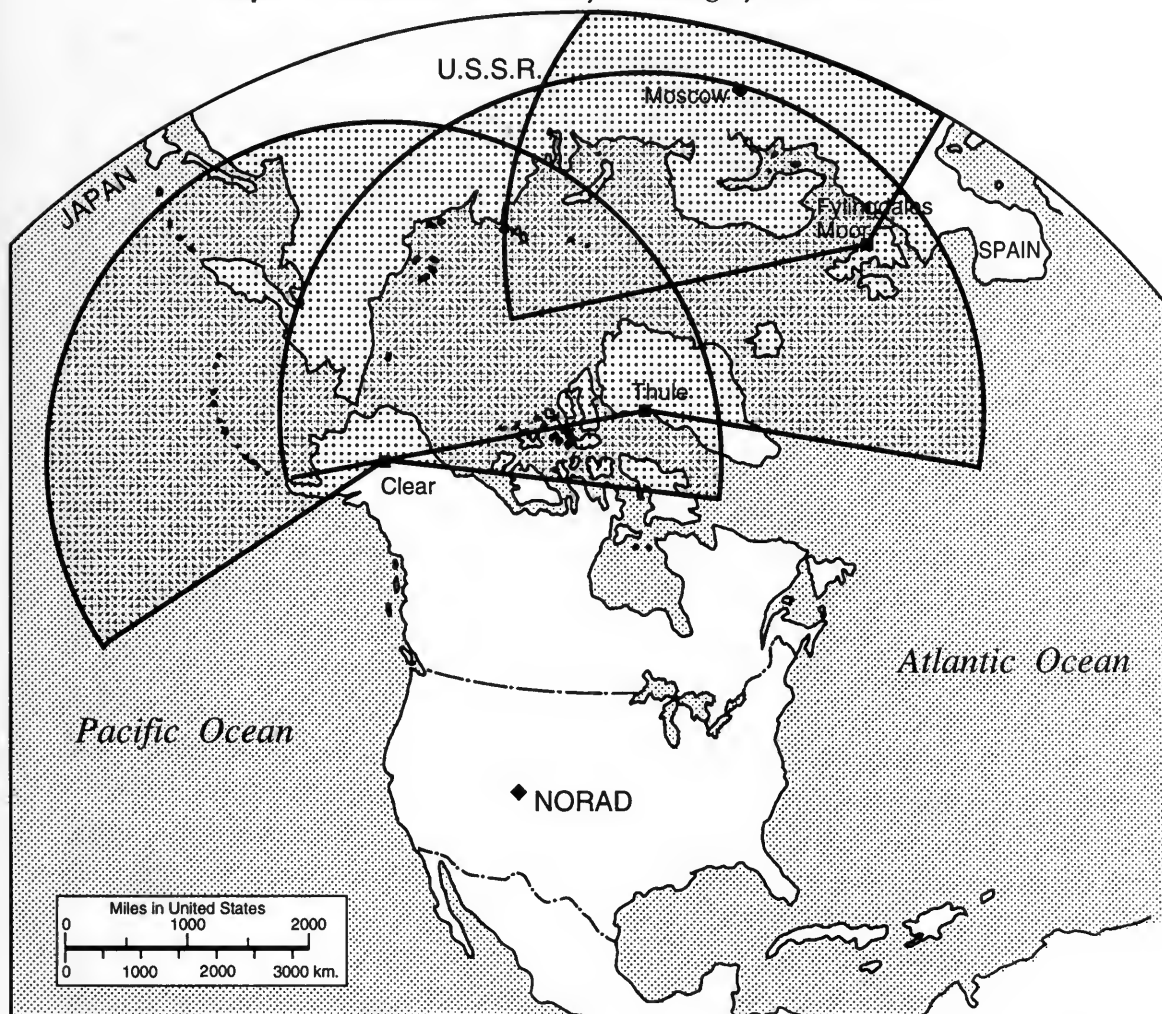 U.S.S.R.
Moscow
JAPAN
Fylingdales
Moor
SPAIN
Thule
Clear
Atlantic Ocean
Pacific Ocean
NORAD
Miles in United States
0 1000 2000
0 1000 2000 3000 km.